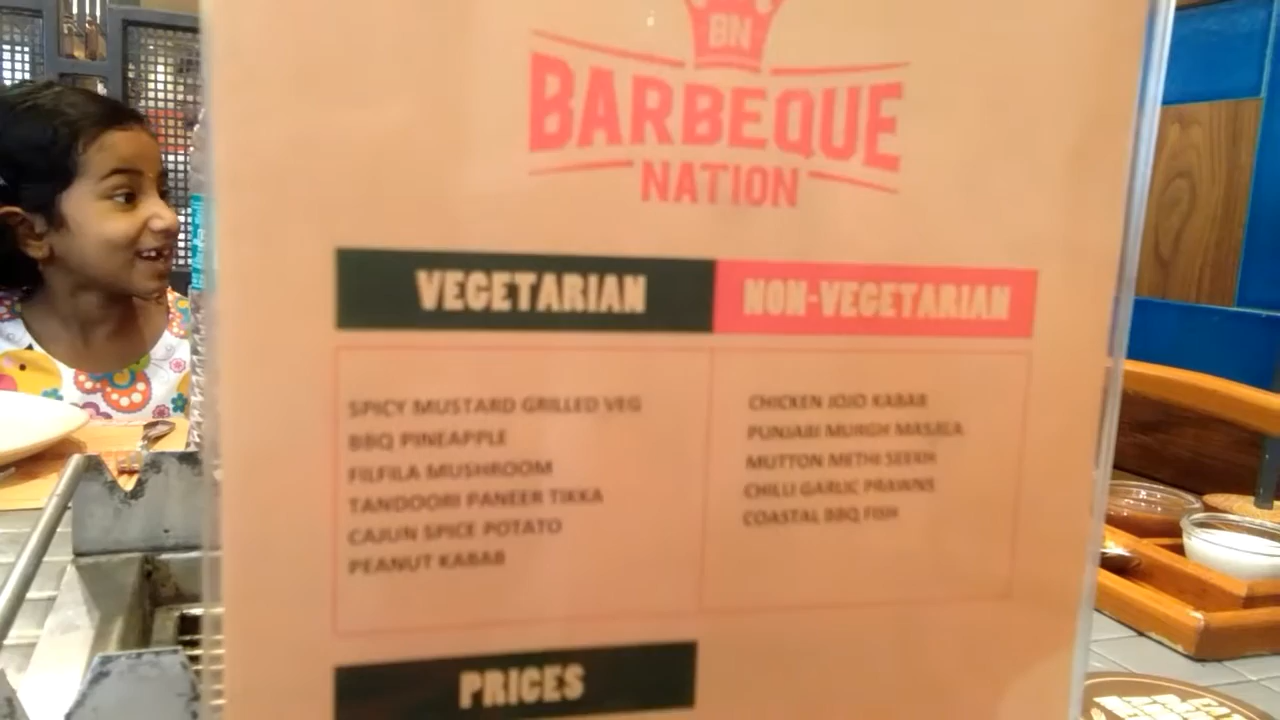 BN
BARBEQUE
NATION
VEGETARIAN NON-VEGETARIAN
SPICY MUSTARD GRILLED VEG
BBQ PINEAPPLE
FILFILA MUSHROOM
TANDOORI PANEER TIKKA
CAJUN SPICE POTATO
PEANUT KABAB
CHICKEN JOJO KABAB
PUNJABI MURGH MASALA
MUTTON METHI SEEKH
CHILLI GARLIC PRAWNS
COASTAL BBQ FISH
PRICES